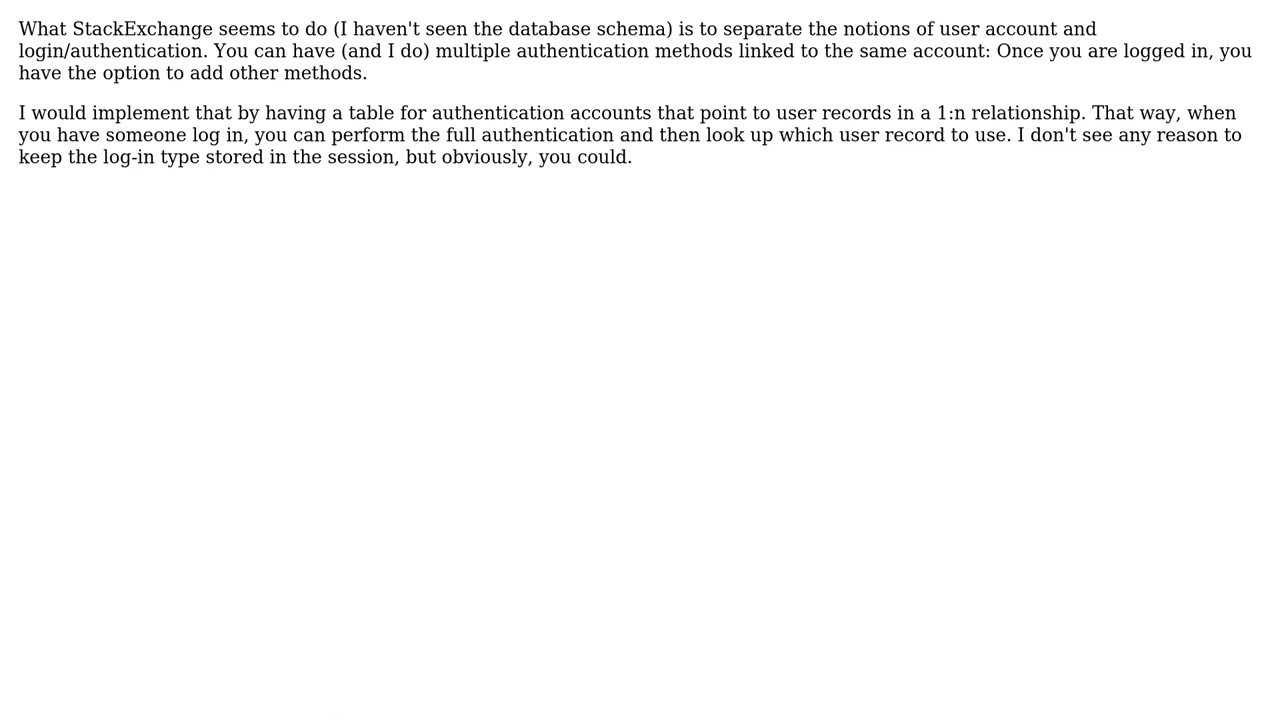 What StackExchange seems to do (I haven't seen the database schema) is to separate the notions of user account and
login/authentication. You can have (and I do) multiple authentication methods linked to the same account: Once you are logged in, you
have the option to add other methods.
I would implement that by having a table for authentication accounts that point to user records in a 1:n relationship. That way, when
you have someone log in, you can perform the full authentication and then look up which user record to use. I don't see any reason to
keep the log-in type stored in the session, but obviously, you could.